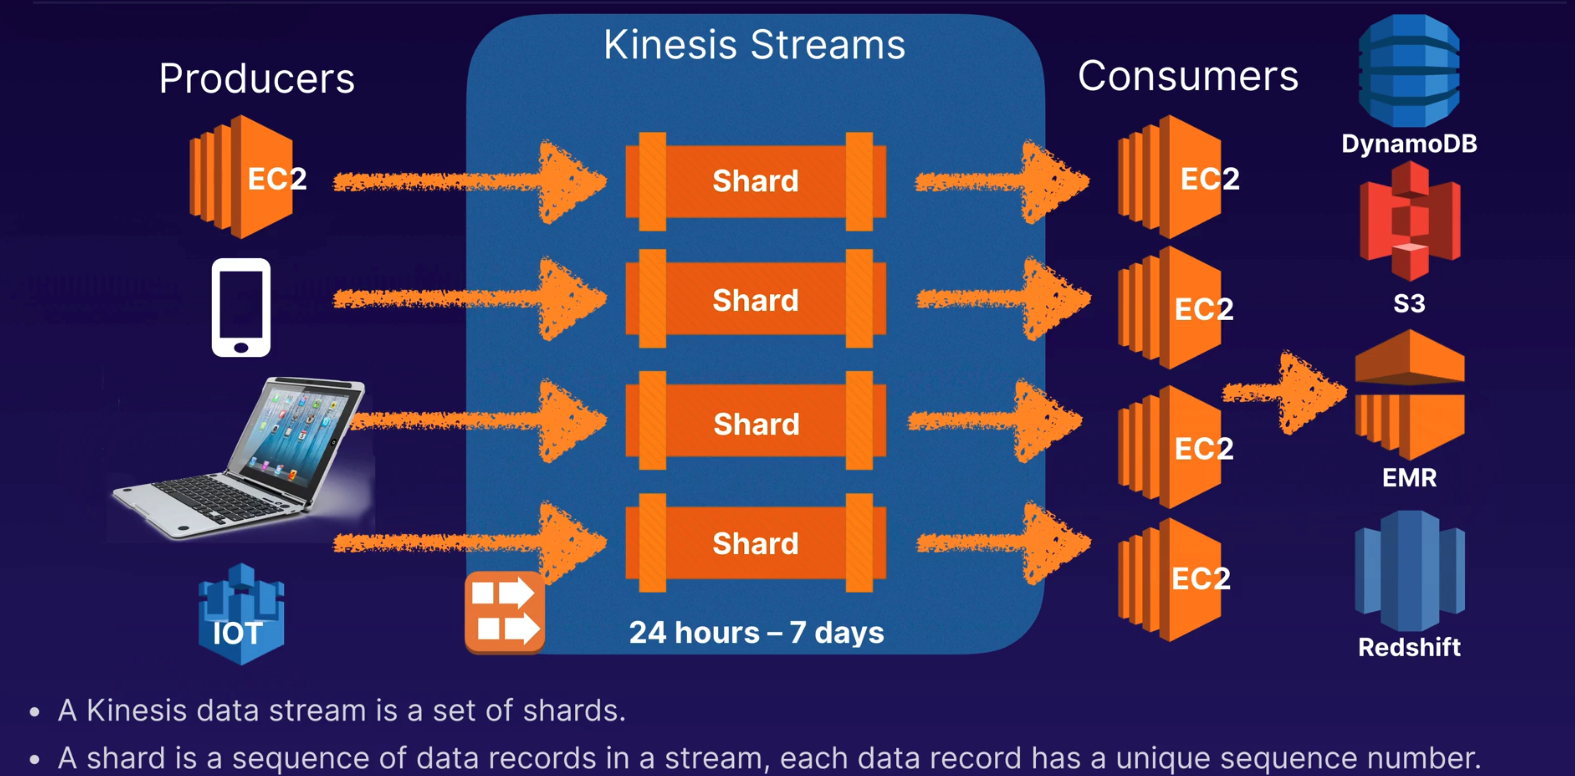 Kinesis Streams
Producers
Consumers
EC2
Shard
EC2
DynamoDB
Shard
EC2
S3
Shard
EC2
EMR
Shard
EC2
IOT
24 hours – 7 days
Redshift
• A Kinesis data stream is a set of shards.
• A shard is a sequence of data records in a stream, each data record has a unique sequence number.